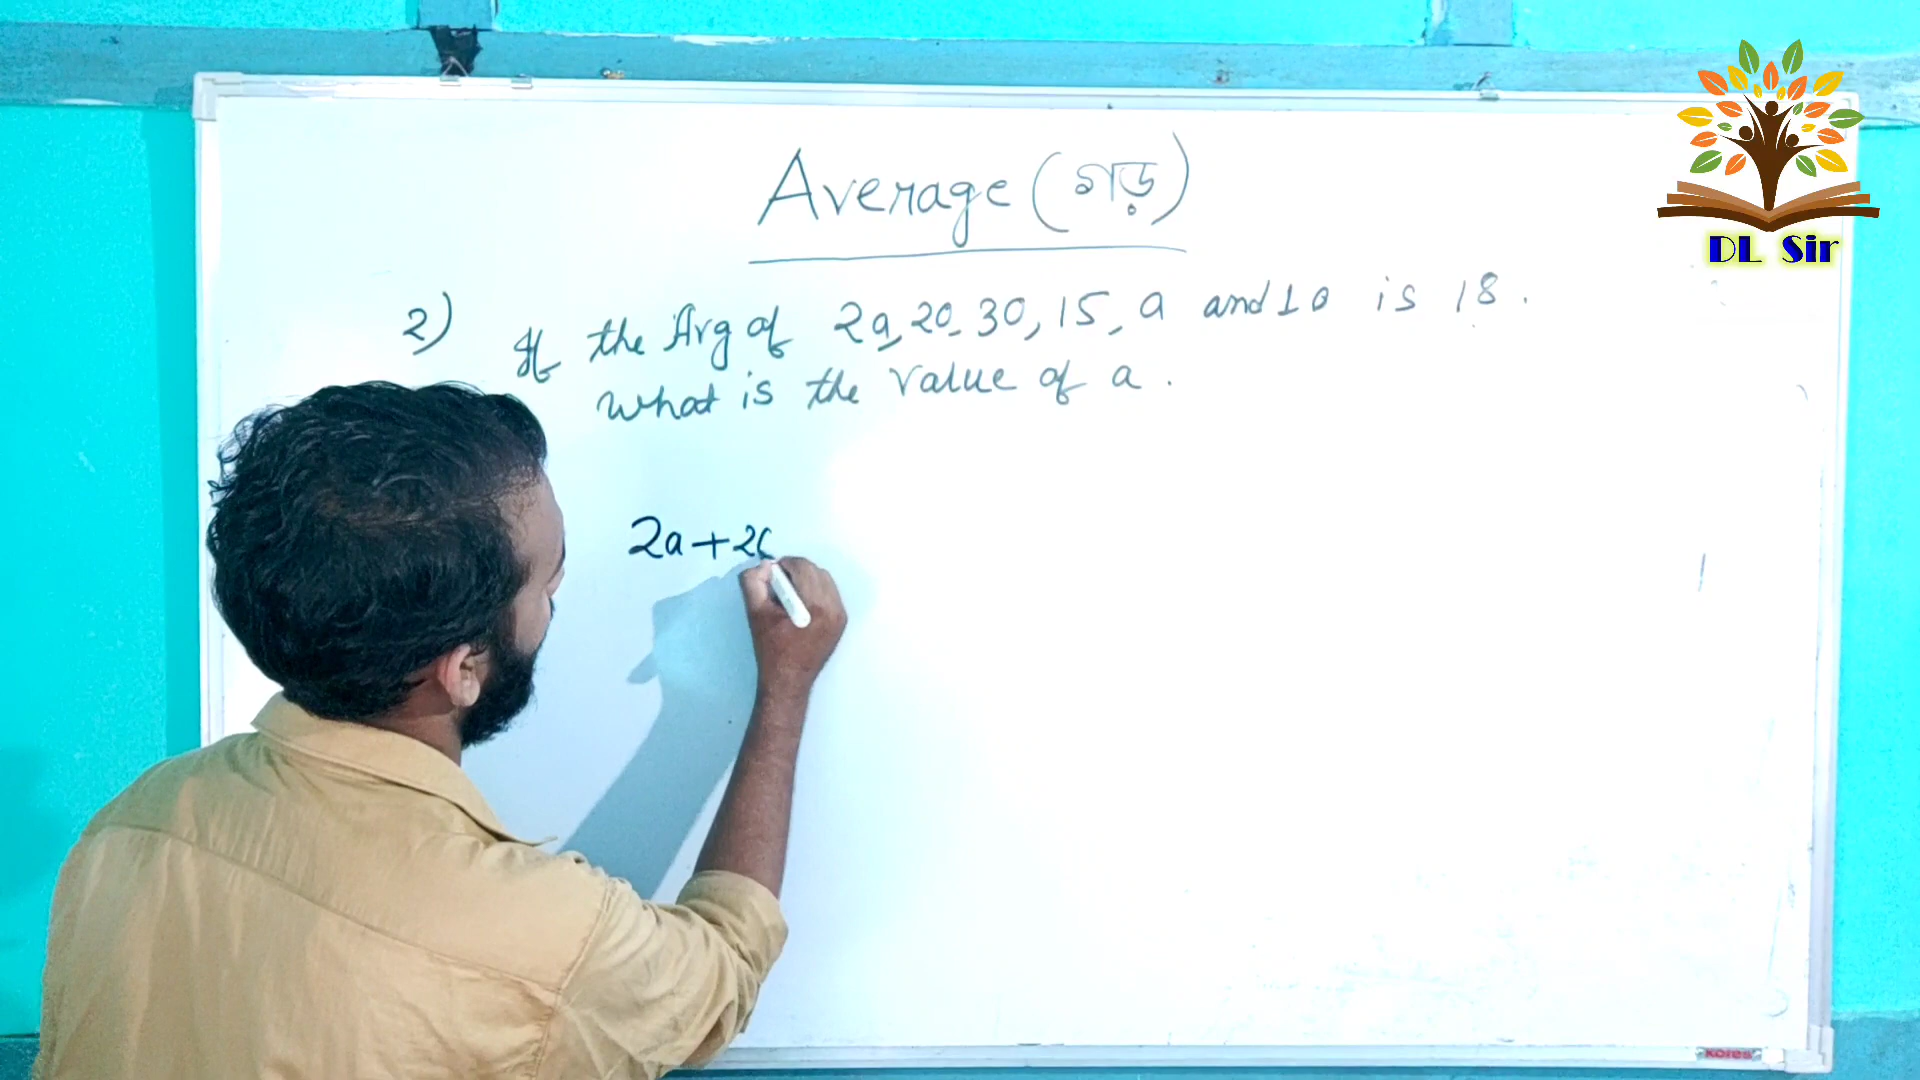 Average (গড়)
2) If the Avg of 2a, 20, 30, 15, a and 10 is 18.
What is the value of a.
2a+20
DL Sir
kores